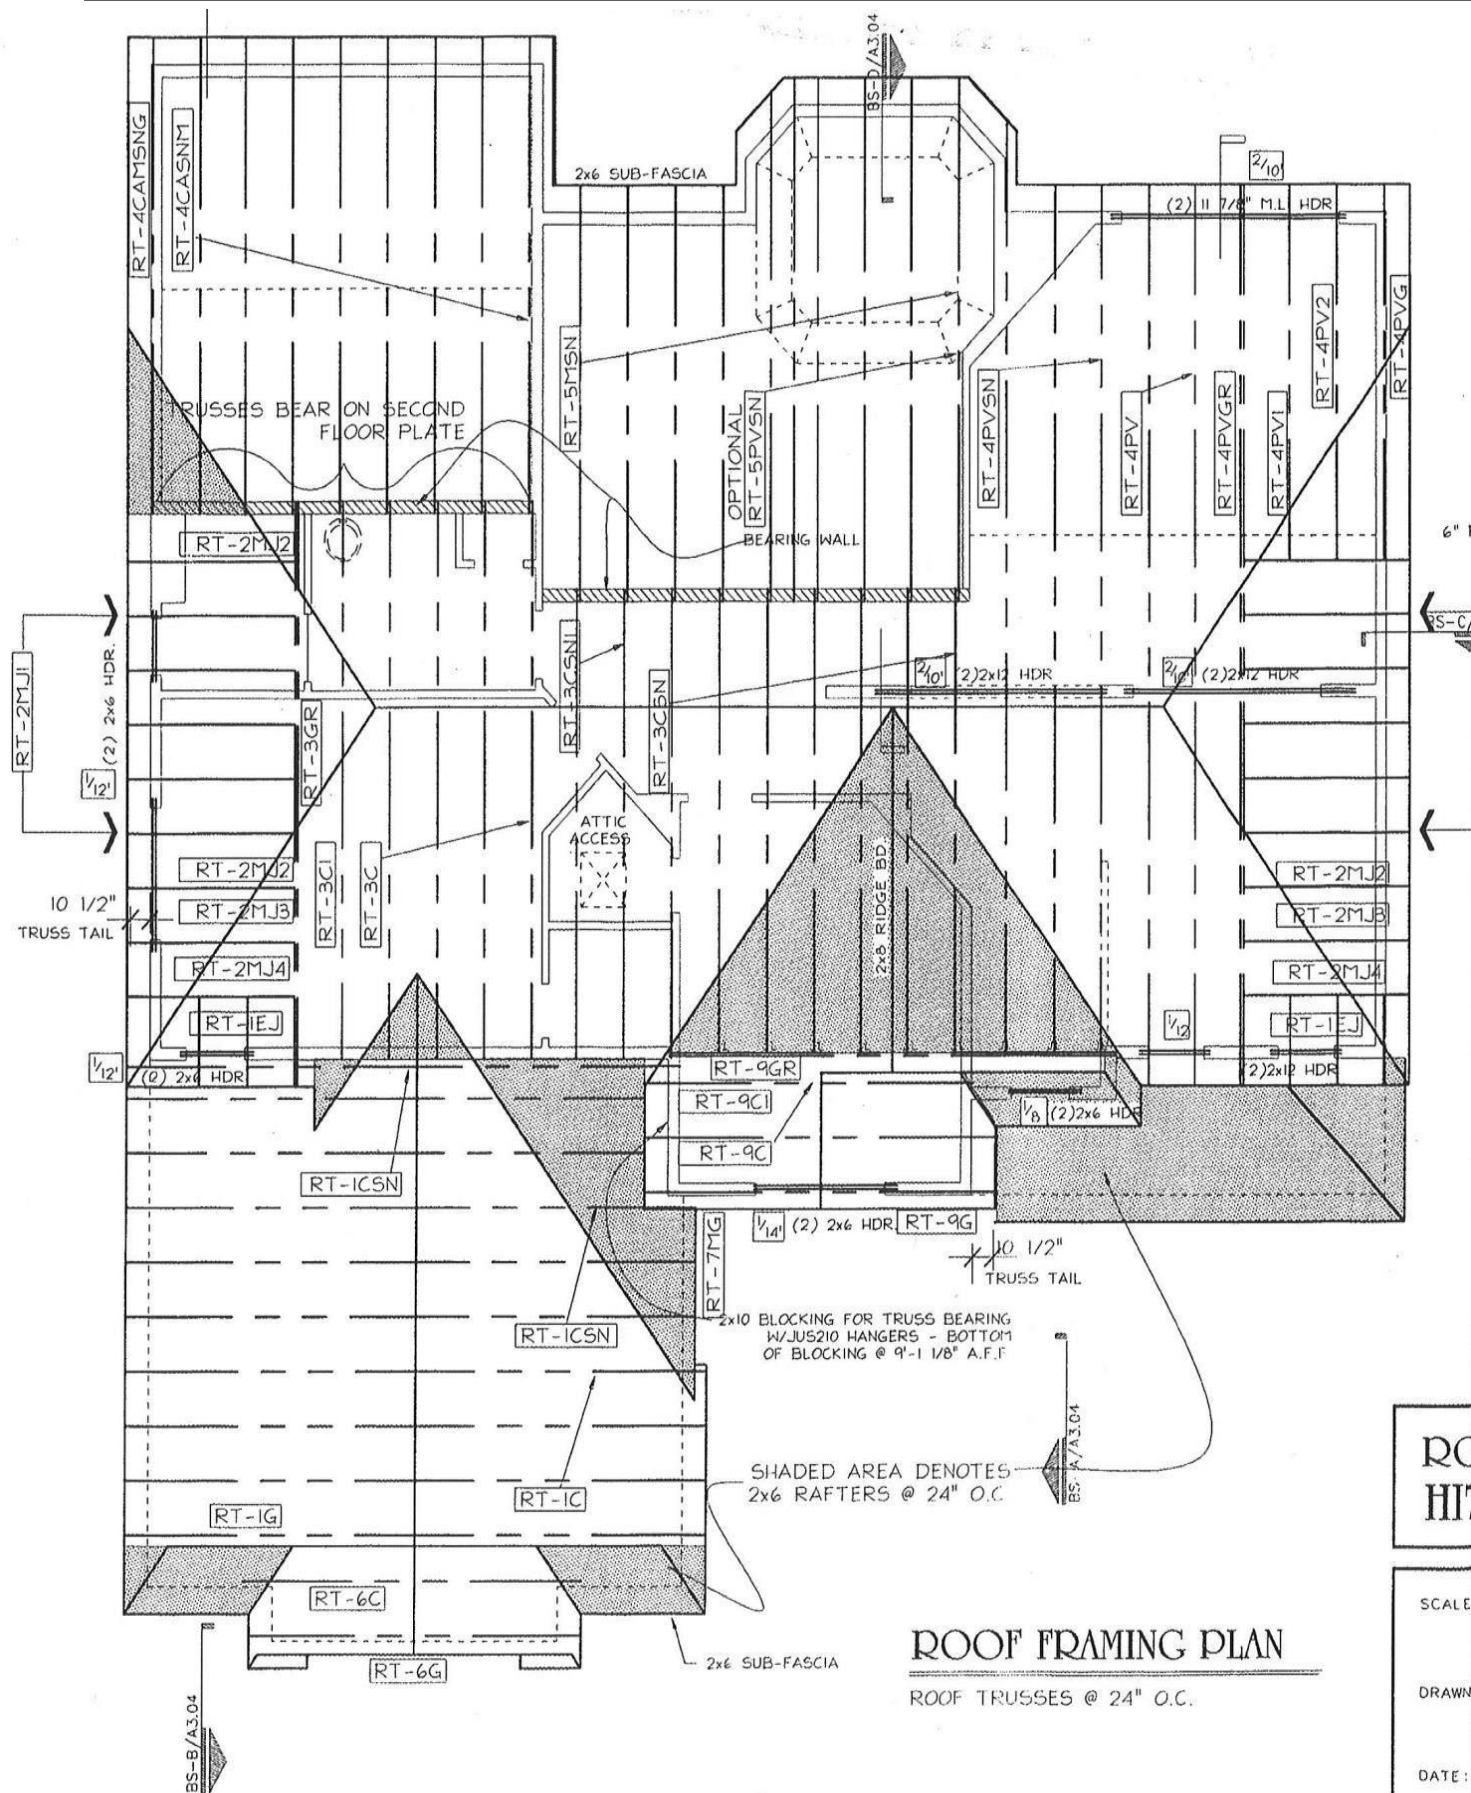 BS-D/A3.04
RT-4CAMSNG
RT-4CASNM
2x6 SUB-FASCIA
2/10'
(2) 11 7/8" M.L HDR
RT-4PV2
RT-4PVG
RT-5MSN
OPTIONAL
RT-5PVSN
RT-4PVSN
RT-4PV
RT-4PVGR
RT-4PV1
TRUSSES BEAR ON SECOND
FLOOR PLATE
BEARING WALL
6"
RT-2MJ2
RT-2MJ1
(2) 2x6 HDR.
1/12'
RT-3GR
RT-3CSN1
RT-3CSN
2/10'
(2)2x12 HDR
2/10'
(2)2x12 HDR
BS-C/
ATTIC
ACCESS
2x8 RIDGE BD.
RT-2MJ2
RT-3C1
RT-3C
10 1/2"
TRUSS TAIL
RT-2MJ3
RT-2MJ4
RT-1EJ
RT-2MJ2
RT-2MJ3
RT-2MJ4
1/12
RT-1EJ
1/12'
(2) 2x6 HDR
RT-9GR
(2)2x12 HDR
RT-9C1
1/8
(2)2x6 HDR
RT-9C
RT-1CSN
RT-7MG
1/14'
(2) 2x6 HDR.
RT-9G
10 1/2"
TRUSS TAIL
RT-1CSN
2x10 BLOCKING FOR TRUSS BEARING
W/JUS210 HANGERS - BOTTOM
OF BLOCKING @ 9'-1 1/8" A.F.F
BS-A/A3.04
SHADED AREA DENOTES
2x6 RAFTERS @ 24" O.C
RT-1C
RT-1G
RT-6C
RT-6G
2x6 SUB-FASCIA
BS-B/A3.04
ROOF FRAMING PLAN
ROOF TRUSSES @ 24" O.C.
RO
HI
SCALE
DRAWN
DATE: